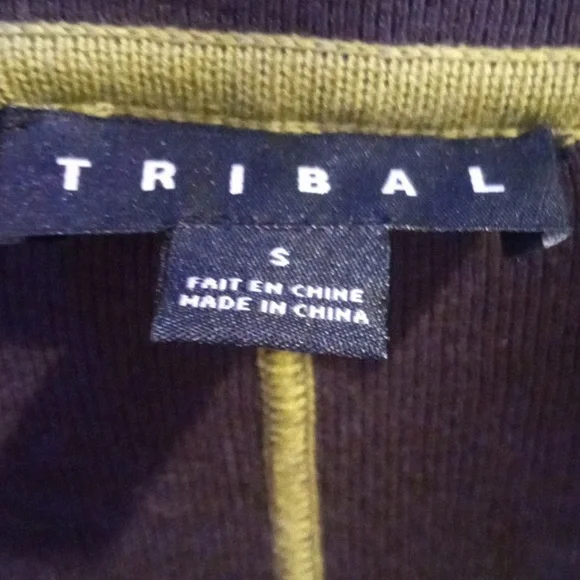 TRIBAL
S
FAIT EN CHINE
MADE IN CHINA